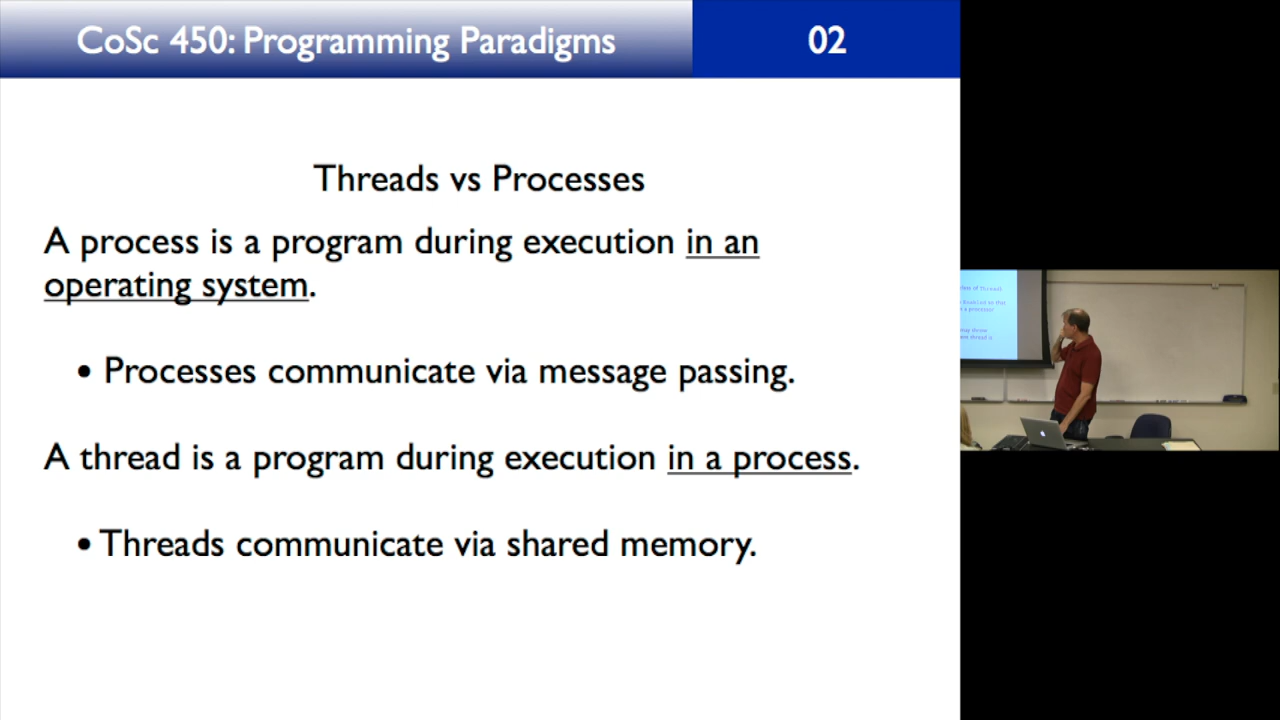 CoSc 450: Programming Paradigms
02
Threads vs Processes
A process is a program during execution in an
operating system.
• Processes communicate via message passing.
A thread is a program during execution in a process.
• Threads communicate via shared memory.